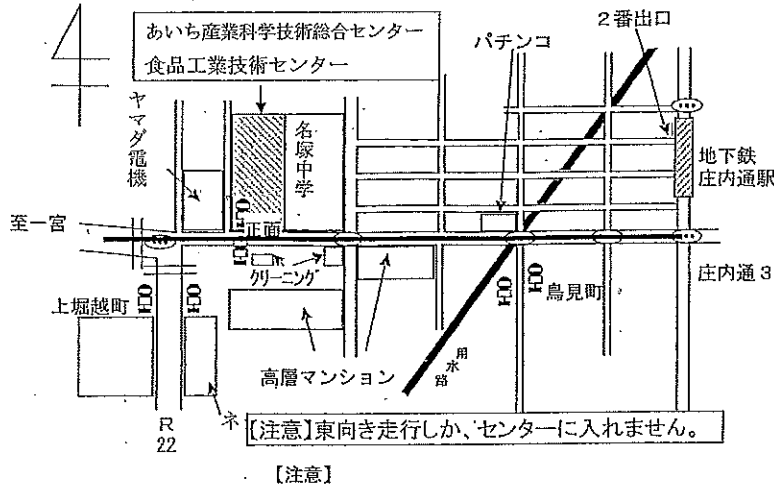 あいち産業科学技術総合センター
食品工業技術センター
パチンコ
2番出口
ヤマダ電機
名塚中学
地下鉄
庄内通駅
至一宮
正面
クリーニング
庄内通3
上堀越町
鳥見町
高層マンション
用水路
ネ
R
22
[注意]東向き走行しか、センターに入れません。
【注意】